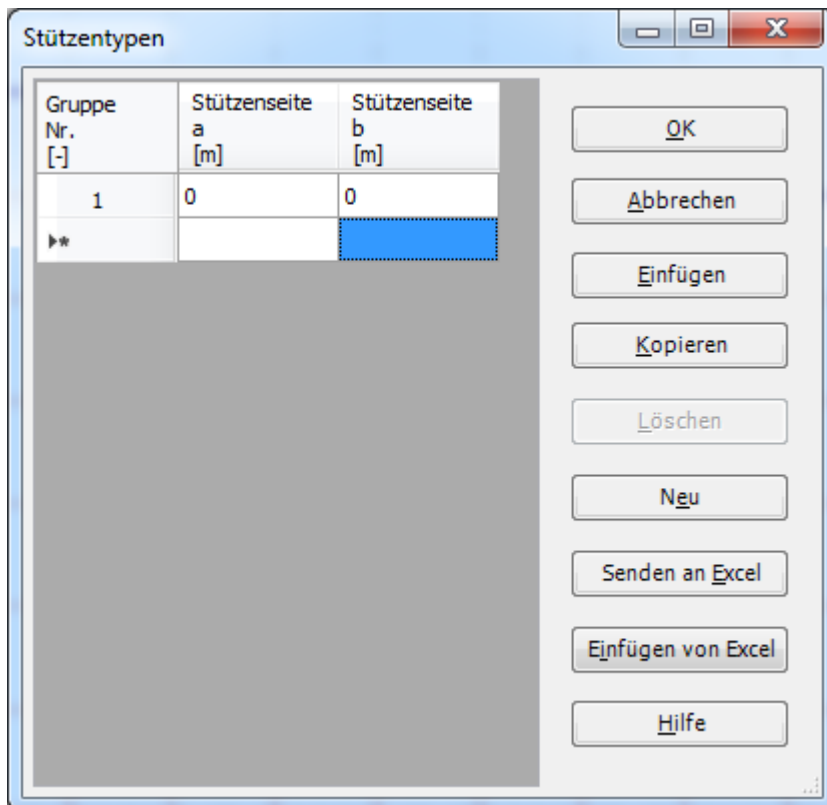 Stützentypen
Gruppe
Nr.
[-]
Stützenseite
a
[m]
Stützenseite
b
[m]
1
0
0
OK
Abbrechen
Einfügen
Kopieren
Löschen
Neu
Senden an Excel
Einfügen von Excel
Hilfe